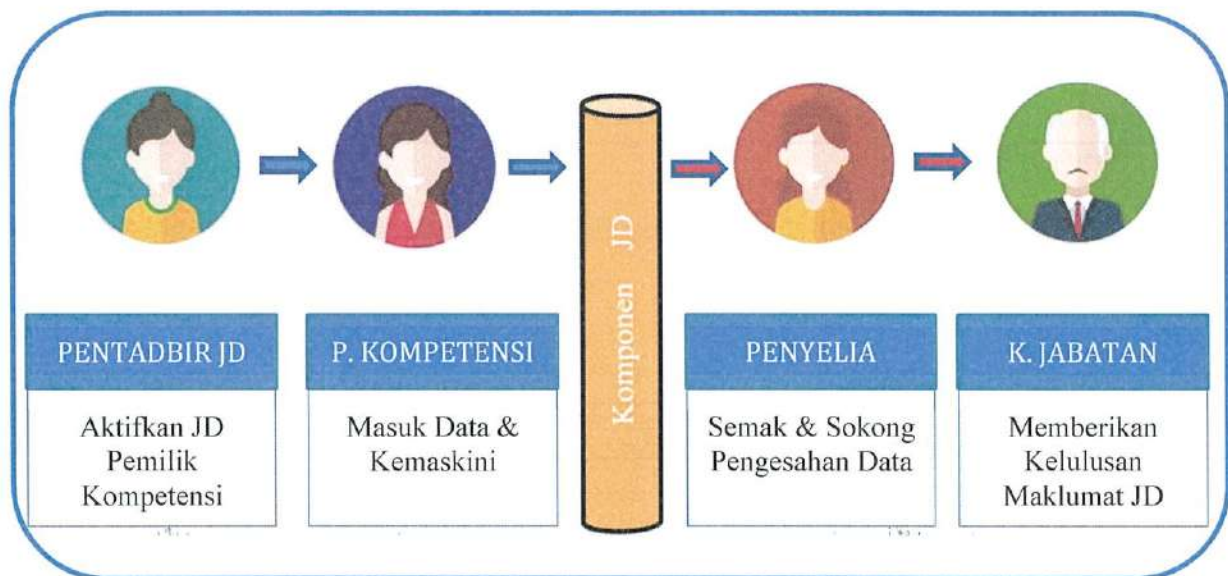 Komponen JD
PENTADBIR JD
Aktifkan JD
Pemilik
Kompetensi
P. KOMPETENSI
Masuk Data &
Kemaskini
PENYELIA
Semak & Sokong
Pengesahan Data
K. JABATAN
Memberikan
Kelulusan
Maklumat JD